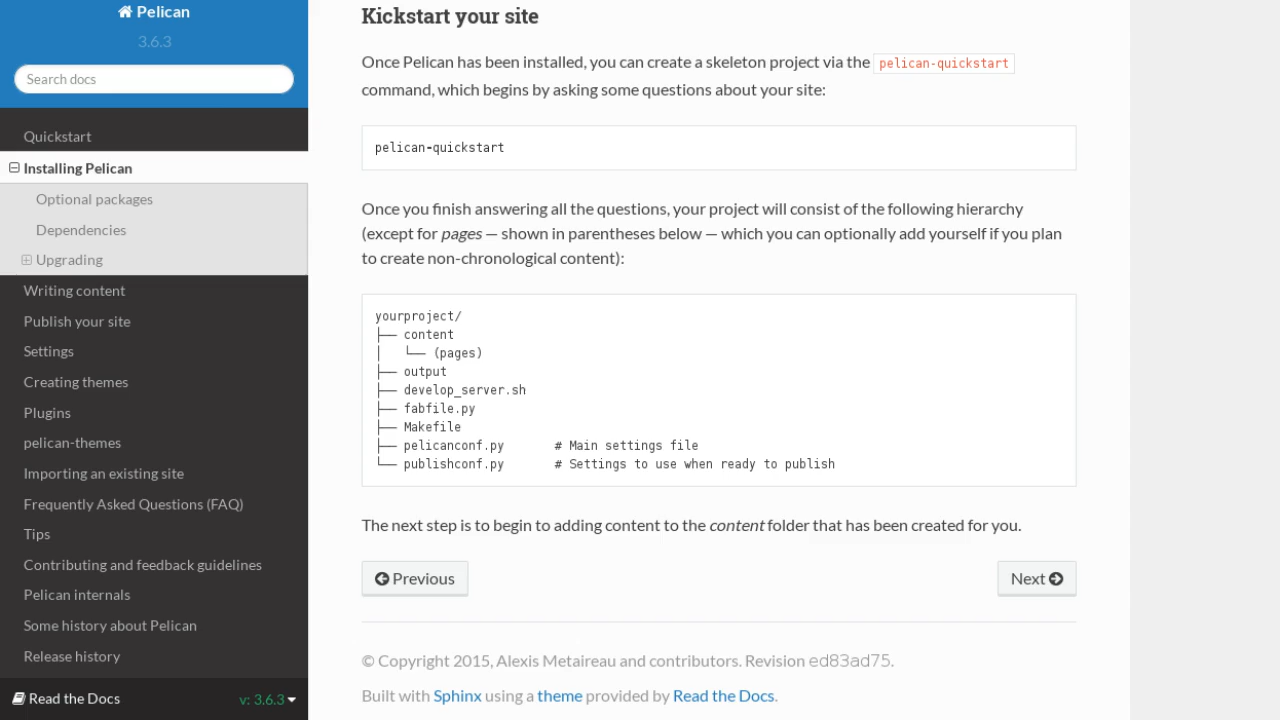 Pelican
3.6.3
Search docs
Quickstart
Installing Pelican
Optional packages
Dependencies
Upgrading
Writing content
Publish your site
Settings
Creating themes
Plugins
pelican-themes
Importing an existing site
Frequently Asked Questions (FAQ)
Tips
Contributing and feedback guidelines
Pelican internals
Some history about Pelican
Release history
Read the Docs v: 3.6.3
Kickstart your site
Once Pelican has been installed, you can create a skeleton project via the pelican-quickstart
command, which begins by asking some questions about your site:
pelican-quickstart
Once you finish answering all the questions, your project will consist of the following hierarchy
(except for pages — shown in parentheses below — which you can optionally add yourself if you plan
to create non-chronological content):
yourproject/
├── content
│   └── (pages)
├── output
├── develop_server.sh
├── fabfile.py
├── Makefile
├── pelicanconf.py       # Main settings file
└── publishconf.py       # Settings to use when ready to publish
The next step is to begin to adding content to the content folder that has been created for you.
Previous Next
© Copyright 2015, Alexis Metaireau and contributors. Revision ed83ad75.
Built with Sphinx using a theme provided by Read the Docs.